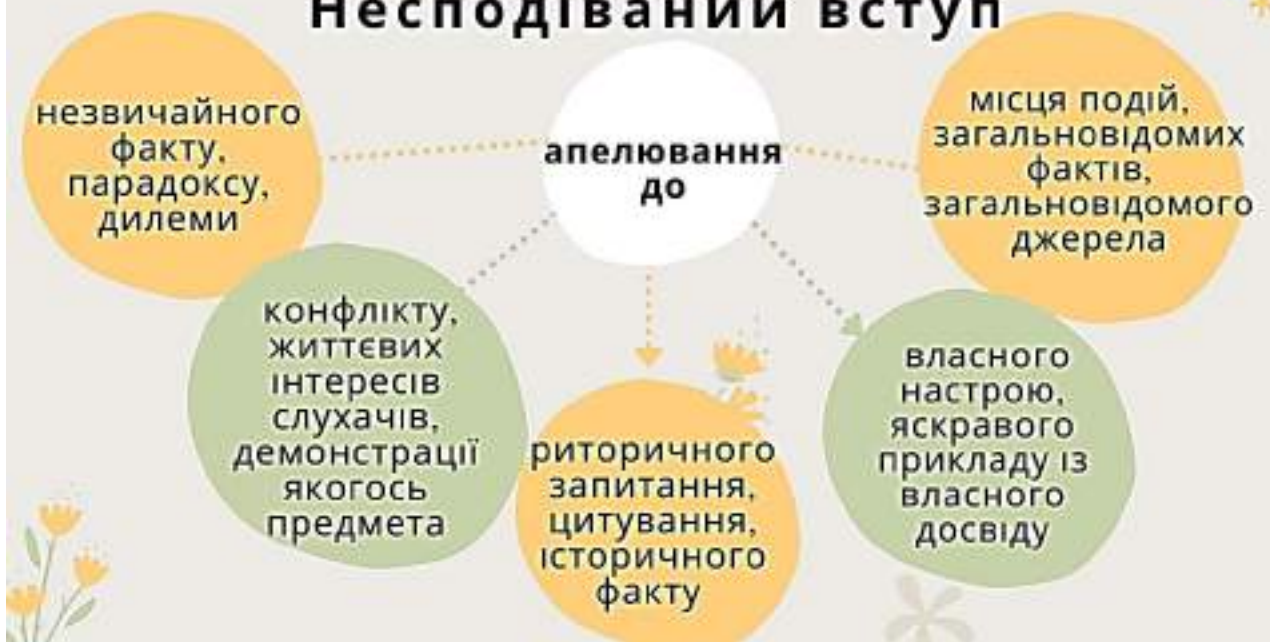 Несподіваний вступ
незвичайного
факту,
парадоксу,
дилеми
апелювання
до
місця подій,
загальновідомих
фактів,
загальновідомого
джерела
конфлікту,
життєвих
інтересів
слухачів,
демонстрації
якогось
предмета
риторичного
запитання,
цитування,
історичного
факту
власного
настрою,
яскравого
прикладу із
власного
досвіду